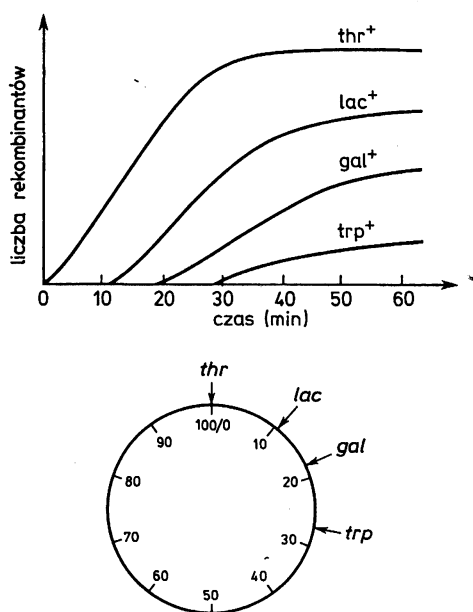 thr+
lac+
gal+
trp+
liczba rekombinantów
0 10 20 30 40 50 60
czas (min)
thr
lac
gal
trp
100/0
10
20
30
40
50
60
70
80
90